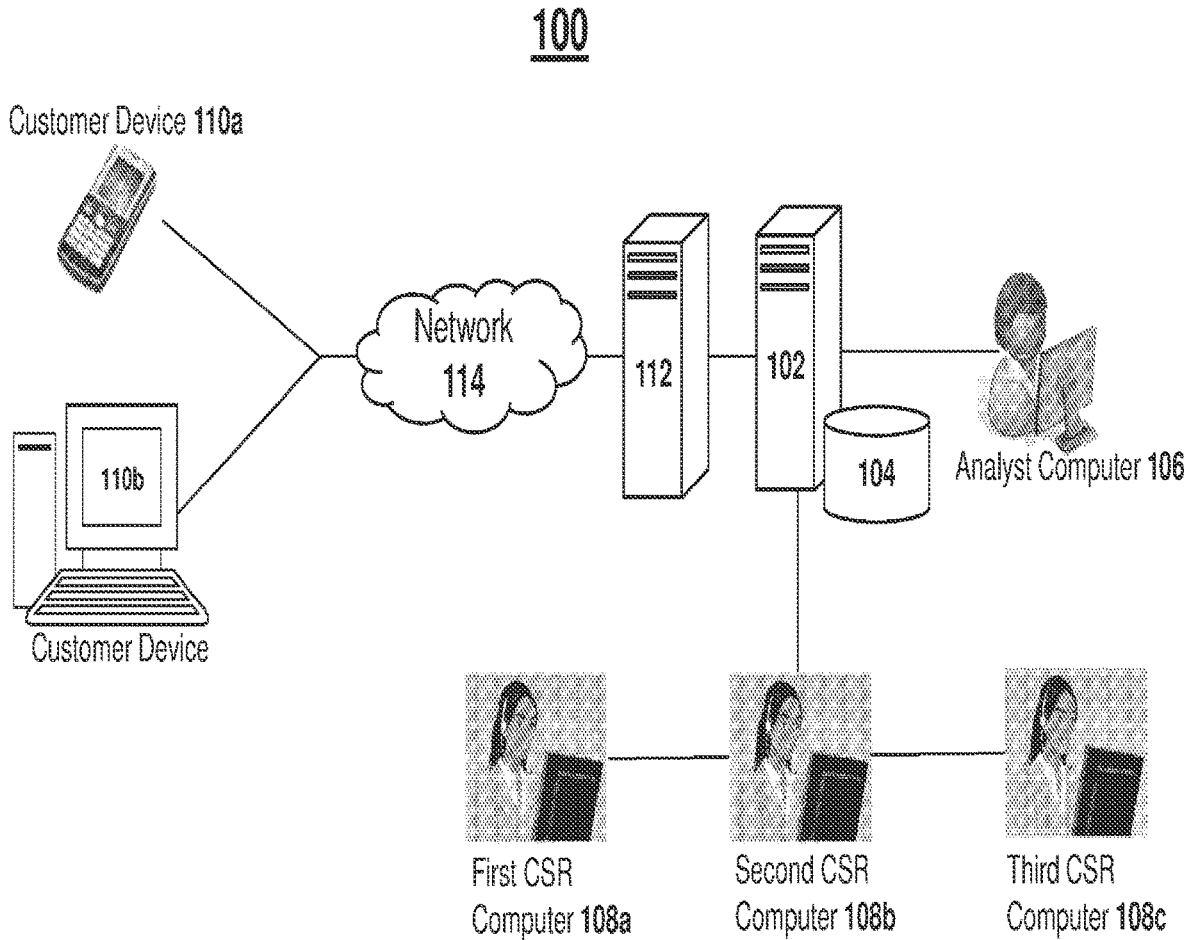 100
Customer Device 110a
Network
114
112
102
104
Analyst Computer 106
110b
Customer Device
First CSR
Computer 108a
Second CSR
Computer 108b
Third CSR
Computer 108c